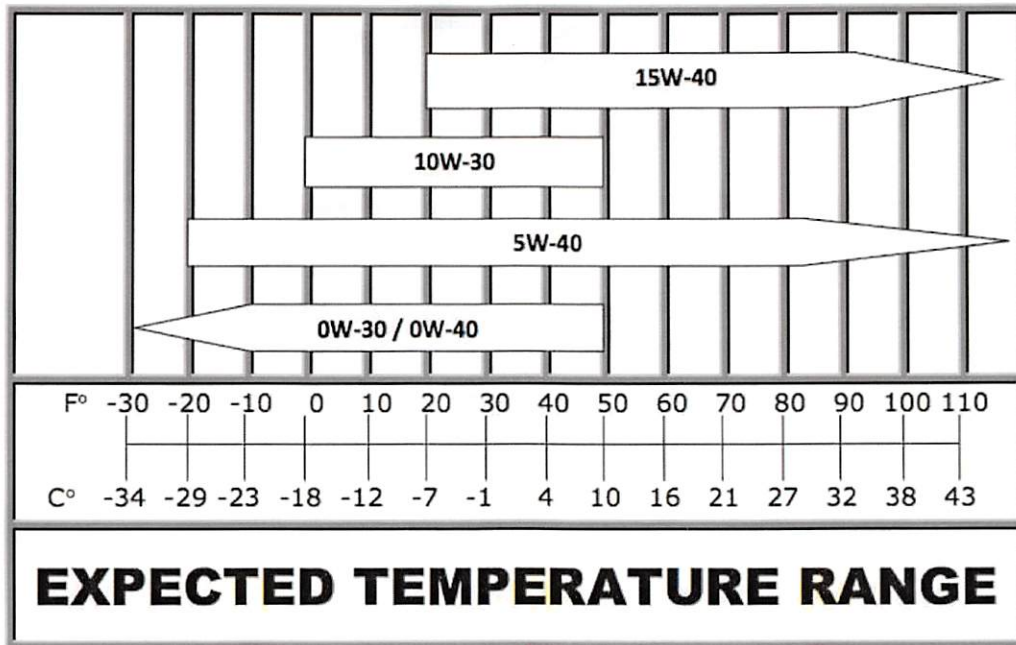 15W-40
10W-30
5W-40
0W-30 / 0W-40
F° -30 -20 -10 0 10 20 30 40 50 60 70 80 90 100 110
C° -34 -29 -23 -18 -12 -7 -1 4 10 16 21 27 32 38 43
EXPECTED TEMPERATURE RANGE